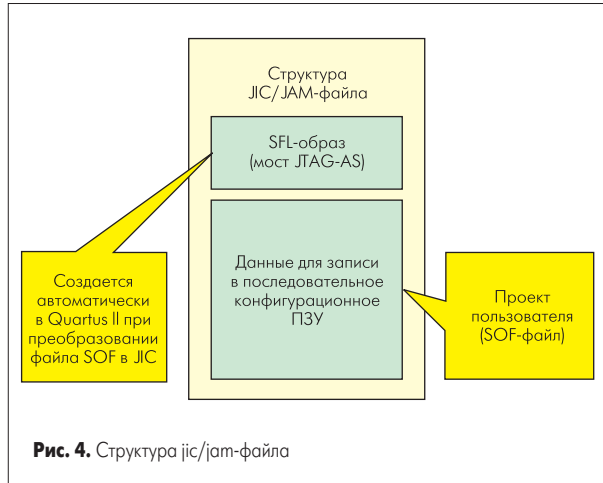 Структура
JIC/JAM-файла
SFL-образ
(мост JTAG-AS)
Создается
автоматически
в Quartus II при
преобразовании
файла SOF в JIC
Данные для записи
в последовательное
конфигурационное
ПЗУ
Проект
пользователя
(SOF-файл)
Рис. 4. Структура jic/jam-файла